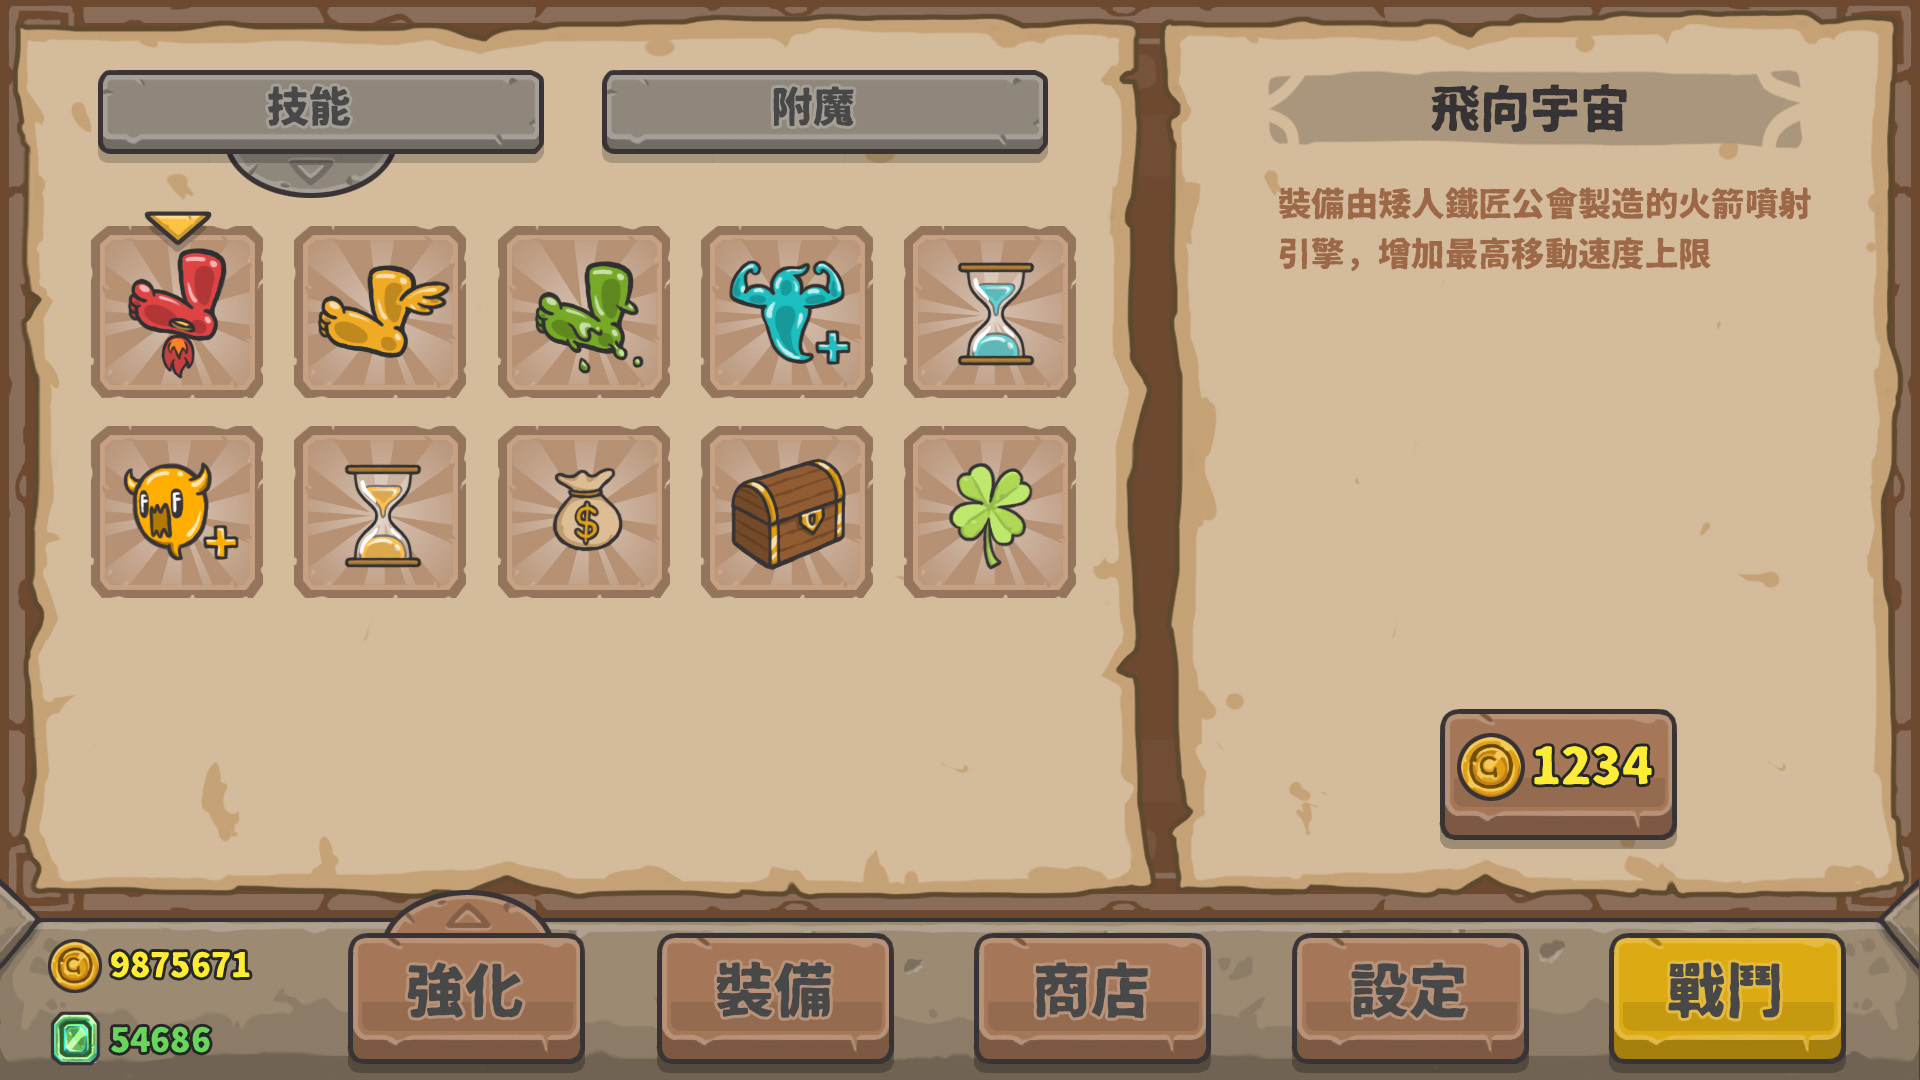 技能
附魔
飛向宇宙
裝備由矮人鐵匠公會製造的火箭噴射
引擎，增加最高移動速度上限
1234
9875671
54686
強化
裝備
商店
設定
戰鬥